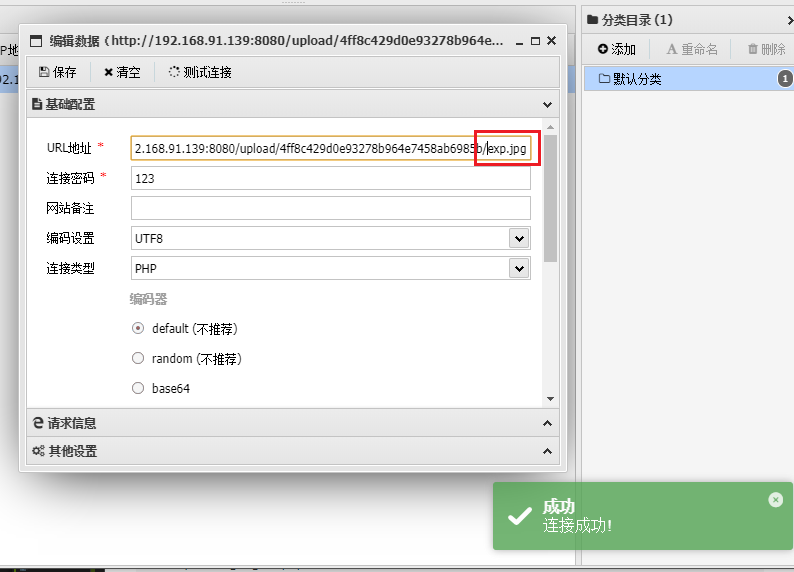 分类目录 (1)
添加 重命名 删除
默认分类 1
P地
92.1
编辑数据 (http://192.168.91.139:8080/upload/4ff8c429d0e93278b964e...
保存 清空 测试连接
基础配置
URL地址 * 2.168.91.139:8080/upload/4ff8c429d0e93278b964e7458ab6985b/exp.jpg
连接密码 * 123
网站备注
编码设置 UTF8
连接类型 PHP
编码器
default (不推荐)
random (不推荐)
base64
请求信息
其他设置
成功
连接成功!